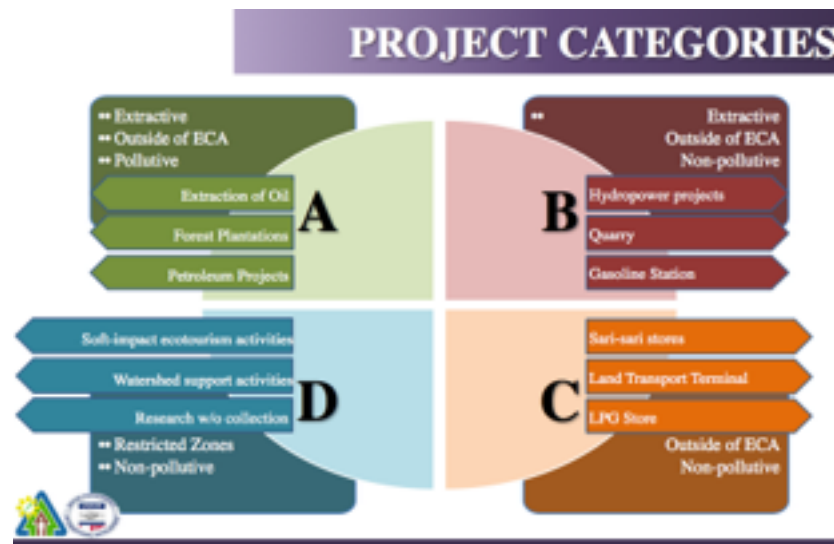 PROJECT CATEGORIES
•• Extractive
•• Outside of ECA
•• Pollutive
Extraction of Oil
Forest Plantations
Petroleum Projects
A
•• Extractive
Outside of ECA
Non-pollutive
Hydropower projects
Quarry
Gasoline Station
B
Soft-impact ecotourism activities
Watershed support activities
Research w/o collection
D
•• Restricted Zones
•• Non-pollutive
Sari-sari stores
Land Transport Terminal
LPG Store
C
Outside of ECA
Non-pollutive